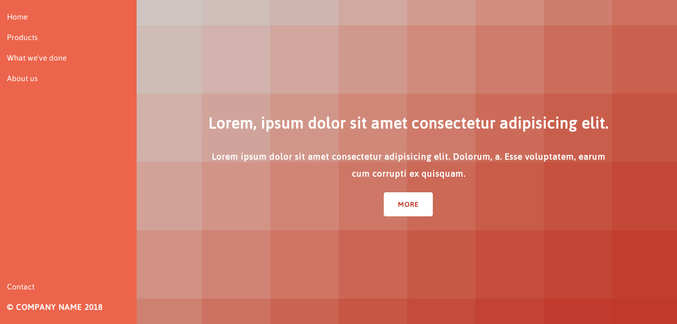 Home
Products
What we've done
About us
Lorem, ipsum dolor sit amet consectetur adipisicing elit.
Lorem ipsum dolor sit amet consectetur adipisicing elit. Dolorum, a. Esse voluptatem, earum
cum corrupti ex quisquam.
MORE
Contact
© COMPANY NAME 2018